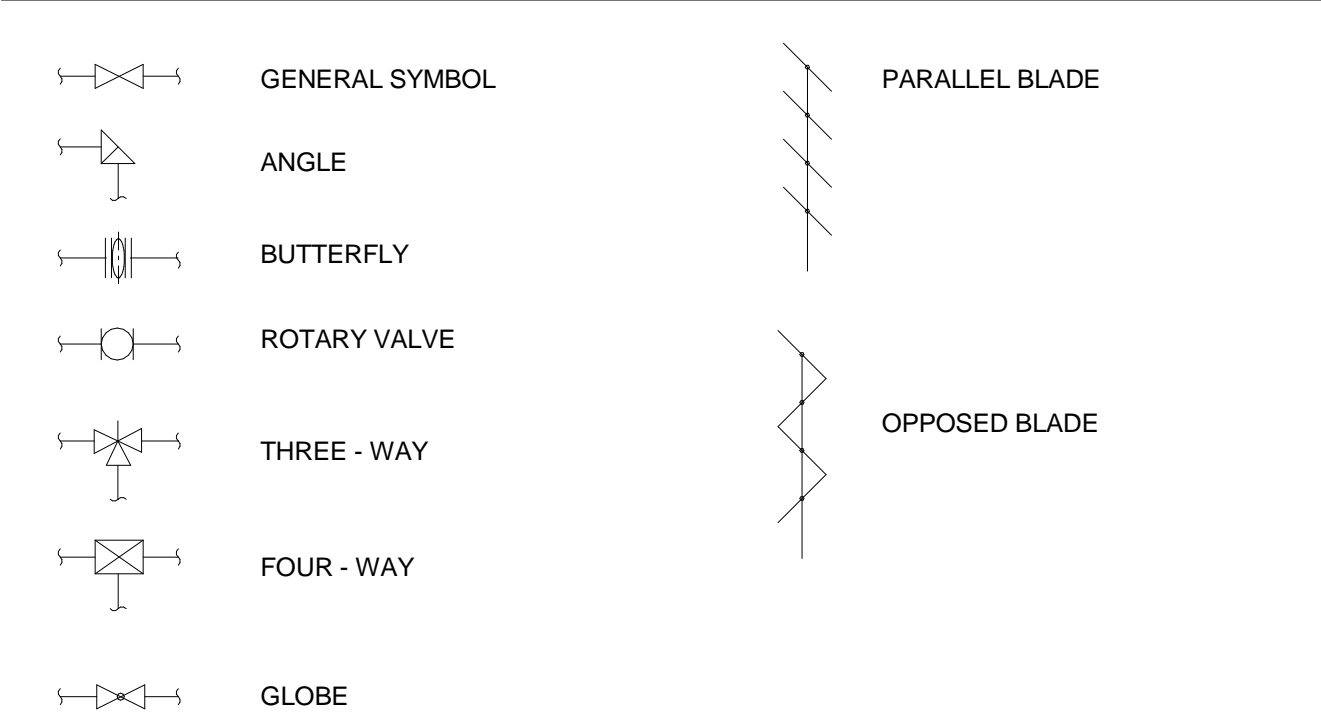 GENERAL SYMBOL
ANGLE
BUTTERFLY
ROTARY VALVE
THREE - WAY
FOUR - WAY
GLOBE
PARALLEL BLADE
OPPOSED BLADE